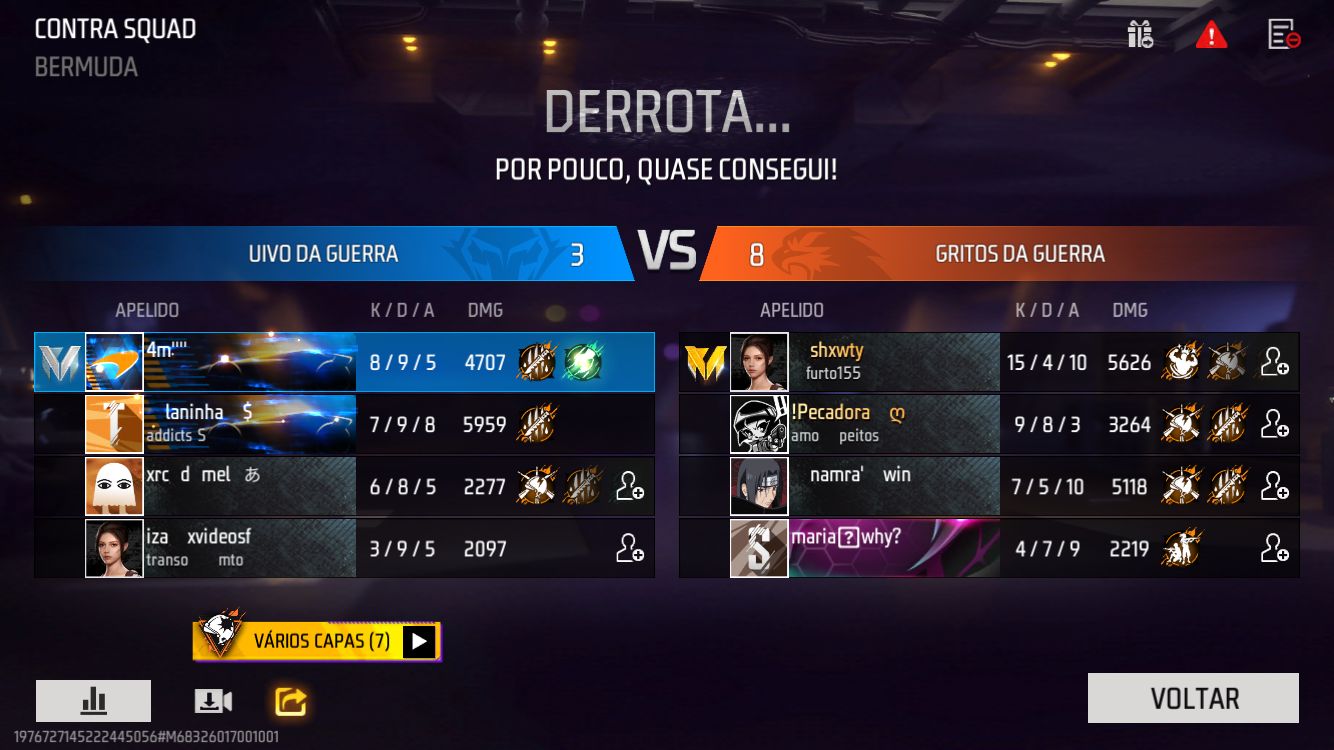 CONTRA SQUAD
BERMUDA
DERROTA...
POR POUCO, QUASE CONSEGUI!
UIVO DA GUERRA 3 VS 8 GRITOS DA GUERRA
APELIDO K / D / A DMG APELIDO K / D / A DMG
4m"" 8 / 9 / 5 4707
shxwty 15 / 4 / 10 5626
furto155
laninha $ 7 / 9 / 8 5959
addicts S
!Pecadora ღ 9 / 8 / 3 3264
amo peitos
xrc d mel あ 6 / 8 / 5 2277
namra' win 7 / 5 / 10 5118
iza xvideosf 3 / 9 / 5 2097
transo mto
maria?why? 4 / 7 / 9 2219
VÁRIOS CAPAS (7)
VOLTAR
1976727145222445056#M68326017001001